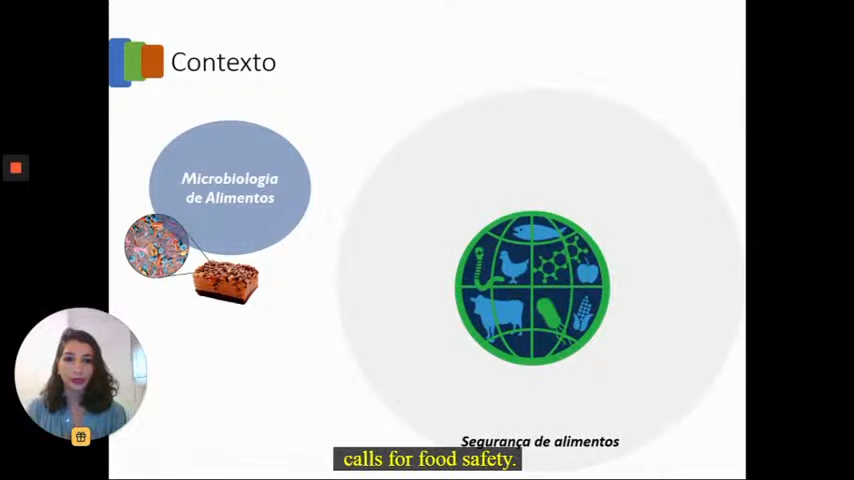 Contexto
Microbiologia
de Alimentos
Segurança de alimentos
calls for food safety.